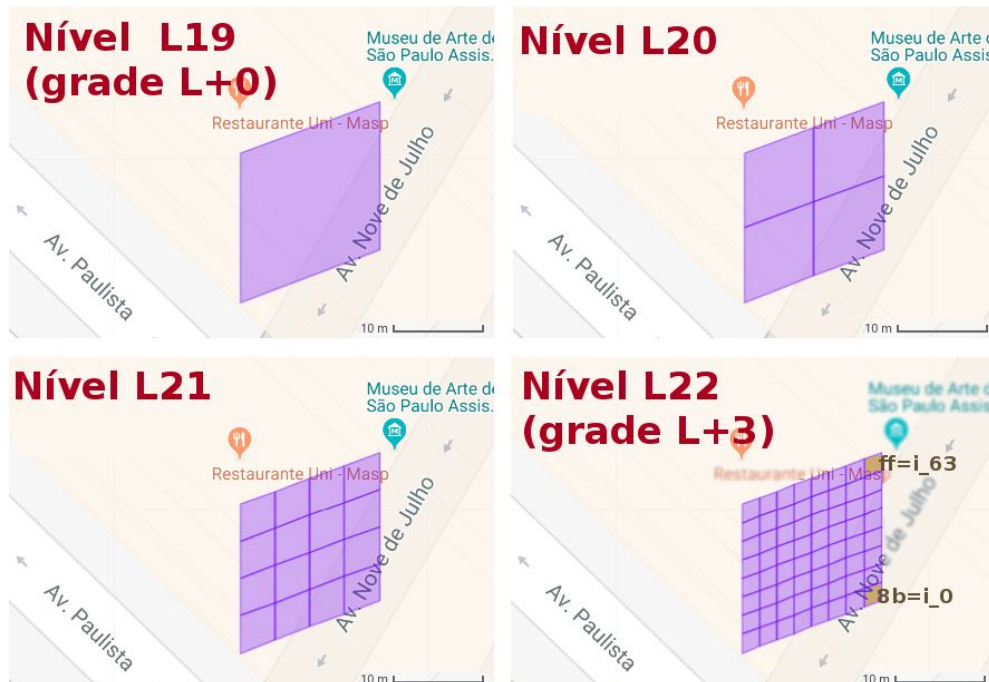 Nível L19
(grade L+0)
Museu de Arte de
São Paulo Assis.
Restaurante Uni - Masp
Av. Nove de Julho
Av. Paulista
10 m
Nível L20
Museu de Arte d
São Paulo Assis
Restaurante Uni - Masp
Av. Nove de Julho
Av. Paulista
10 m
Nível L21
Museu de Arte de
São Paulo Assis.
Restaurante Uni - Masp
Av. Nove de Julho
Av. Paulista
10 m
Nível L22
(grade L+3)
Museu de Arte d
São Paulo Assis
Restaurante Uni - Masp
ff=i_63
Av. Nove de Julho
8b=i_0
Av. Paulista
10 m